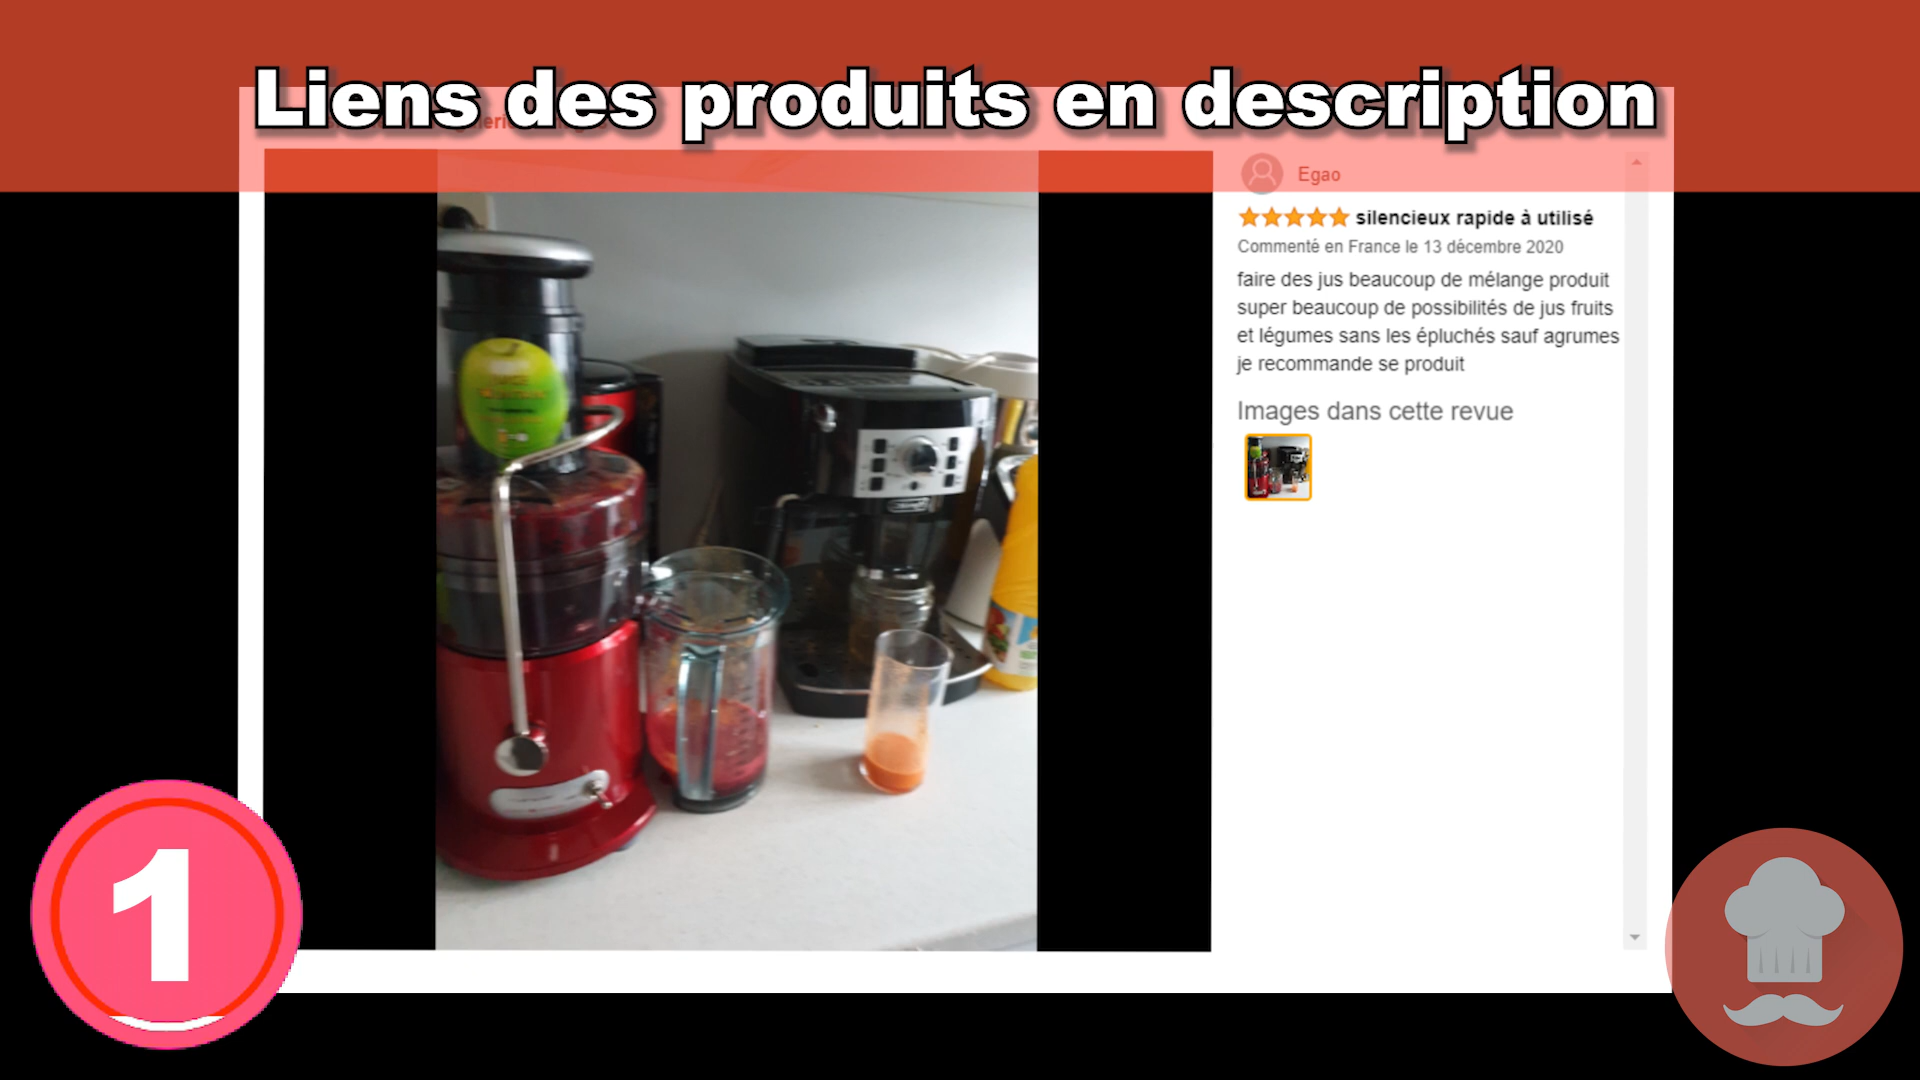 Liens des produits en description
Egao
silencieux rapide à utilisé
Commenté en France le 13 décembre 2020
faire des jus beaucoup de mélange produit
super beaucoup de possibilités de jus fruits
et légumes sans les épluchés sauf agrumes
je recommande se produit
Images dans cette revue
1